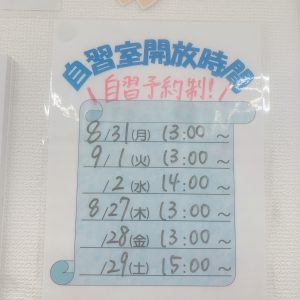 自習室開放時間
自習予約制!
8/31(月) 13:00~
9/1(火) 13:00~
/2(水) 14:00~
8/27(木) 13:00~
/28(金) 13:00~
/29(土) 15:00~